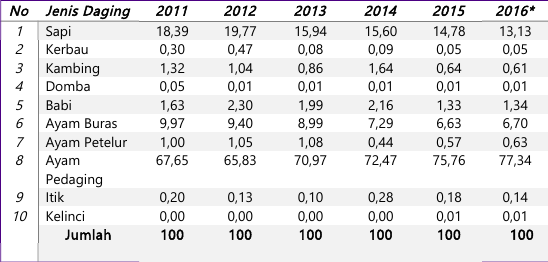 No Jenis Daging 2011 2012 2013 2014 2015 2016*
1 Sapi 18,39 19,77 15,94 15,60 14,78 13,13
2 Kerbau 0,30 0,47 0,08 0,09 0,05 0,05
3 Kambing 1,32 1,04 0,86 1,64 0,64 0,61
4 Domba 0,05 0,01 0,01 0,01 0,01 0,01
5 Babi 1,63 2,30 1,99 2,16 1,33 1,34
6 Ayam Buras 9,97 9,40 8,99 7,29 6,63 6,70
7 Ayam Petelur 1,00 1,05 1,08 0,44 0,57 0,63
8 Ayam 67,65 65,83 70,97 72,47 75,76 77,34
Pedaging
9 Itik 0,20 0,13 0,10 0,28 0,18 0,14
10 Kelinci 0,00 0,00 0,00 0,00 0,01 0,01
Jumlah 100 100 100 100 100 100